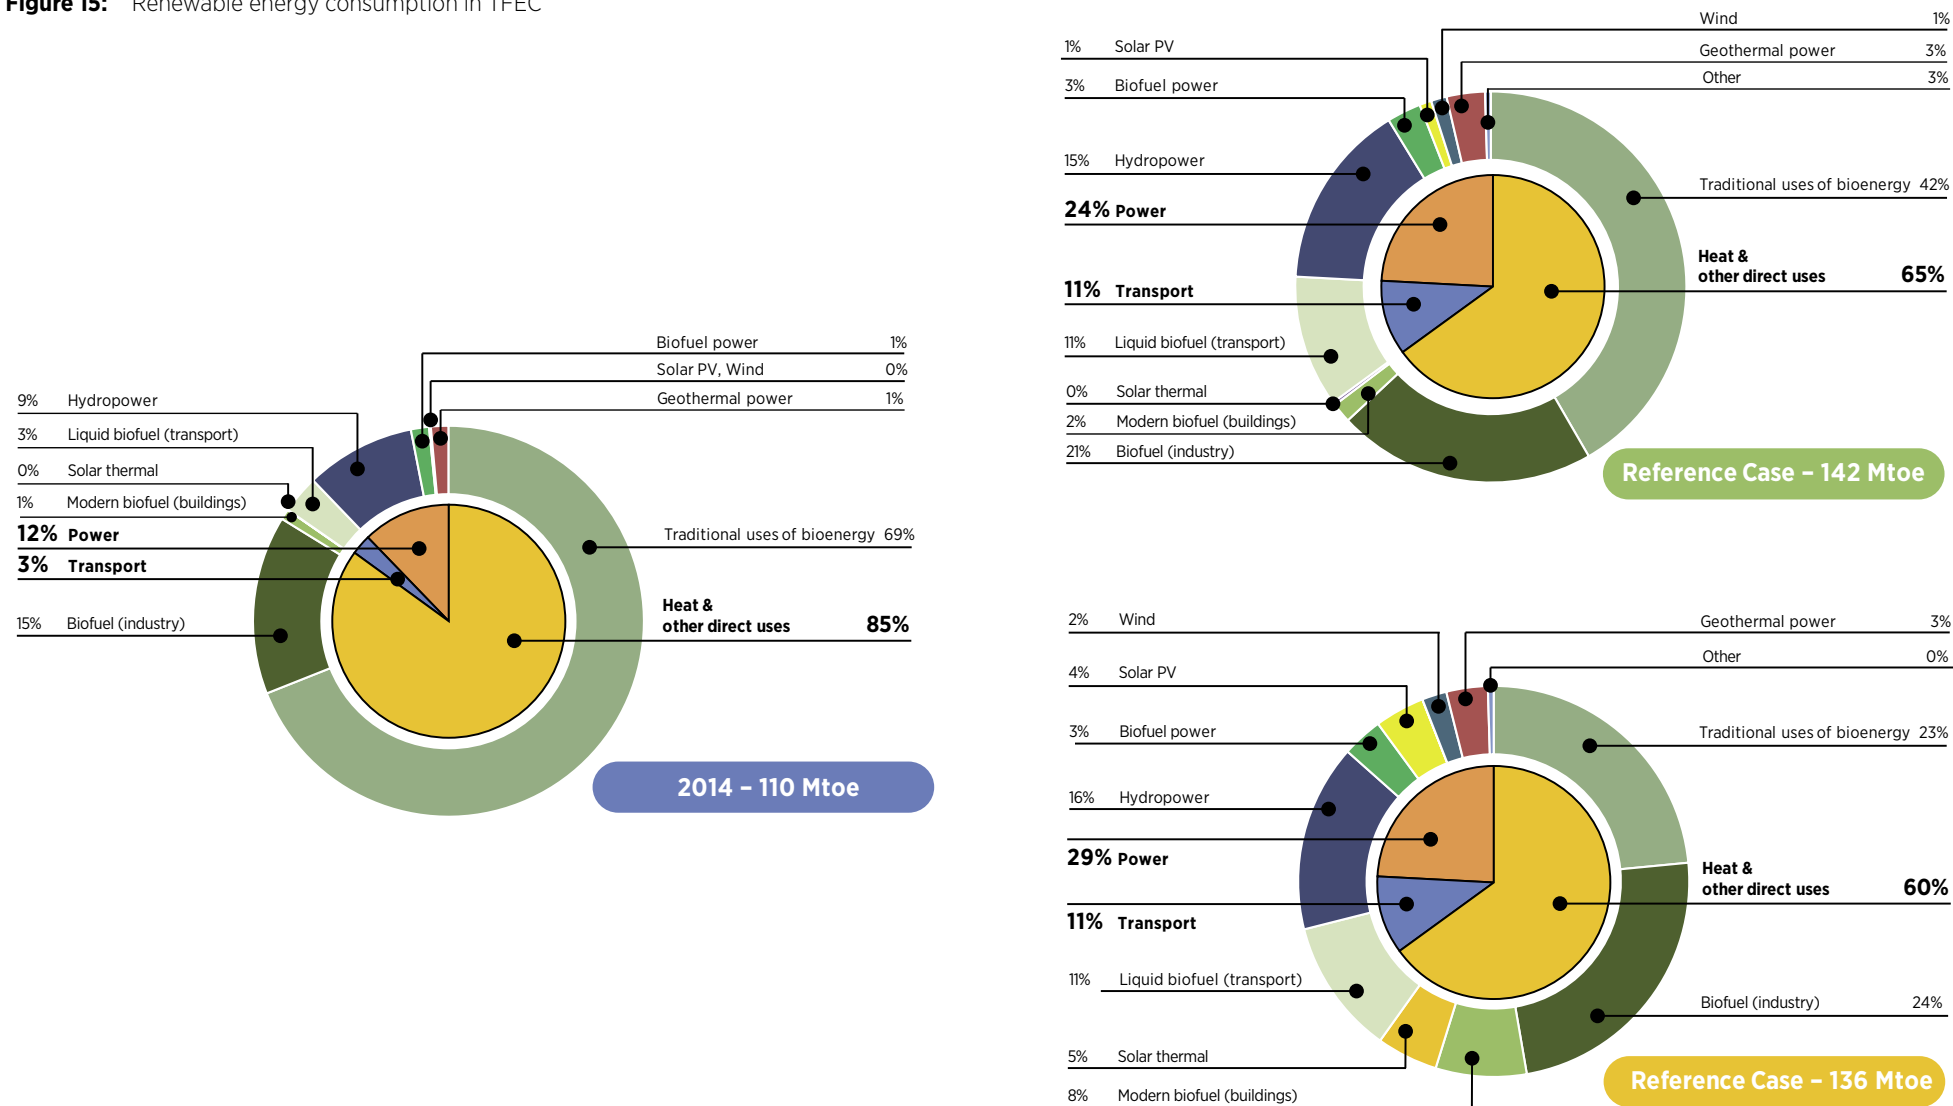 Figure 15: Renewable energy consumption in TFEC
Biofuel power 1%
Solar PV, Wind 0%
Geothermal power 1%
9% Hydropower
3% Liquid biofuel (transport)
0% Solar thermal
1% Modern biofuel (buildings)
12% Power
3% Transport
15% Biofuel (industry)
Traditional uses of bioenergy 69%
Heat &
other direct uses 85%
2014 – 110 Mtoe
Wind 1%
Geothermal power 3%
Other 3%
1% Solar PV
3% Biofuel power
15% Hydropower
24% Power
11% Transport
11% Liquid biofuel (transport)
0% Solar thermal
2% Modern biofuel (buildings)
21% Biofuel (industry)
Traditional uses of bioenergy 42%
Heat &
other direct uses 65%
Reference Case – 142 Mtoe
2% Wind
4% Solar PV
3% Biofuel power
16% Hydropower
29% Power
11% Transport
11% Liquid biofuel (transport)
5% Solar thermal
8% Modern biofuel (buildings)
Geothermal power 3%
Other 0%
Traditional uses of bioenergy 23%
Heat &
other direct uses 60%
Biofuel (industry) 24%
Reference Case – 136 Mtoe